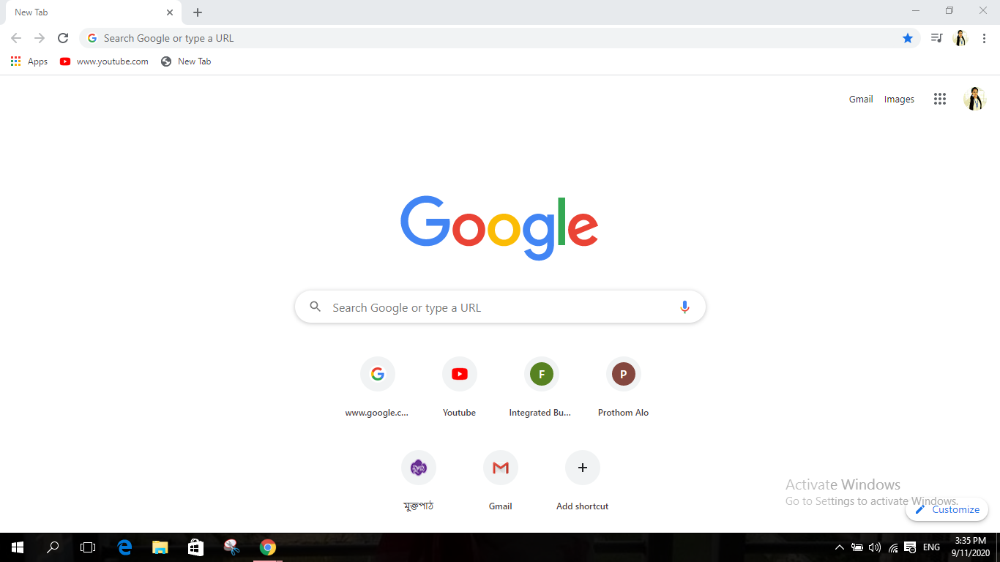 New Tab
Search Google or type a URL
Apps www.youtube.com New Tab
Gmail Images
Google
Search Google or type a URL
www.google.c... Youtube Integrated Bu... Prothom Alo
F P
মুক্তপাঠ Gmail Add shortcut
Activate Windows
Go to Settings to activate Windows.
Customize
ENG
3:35 PM
9/11/2020